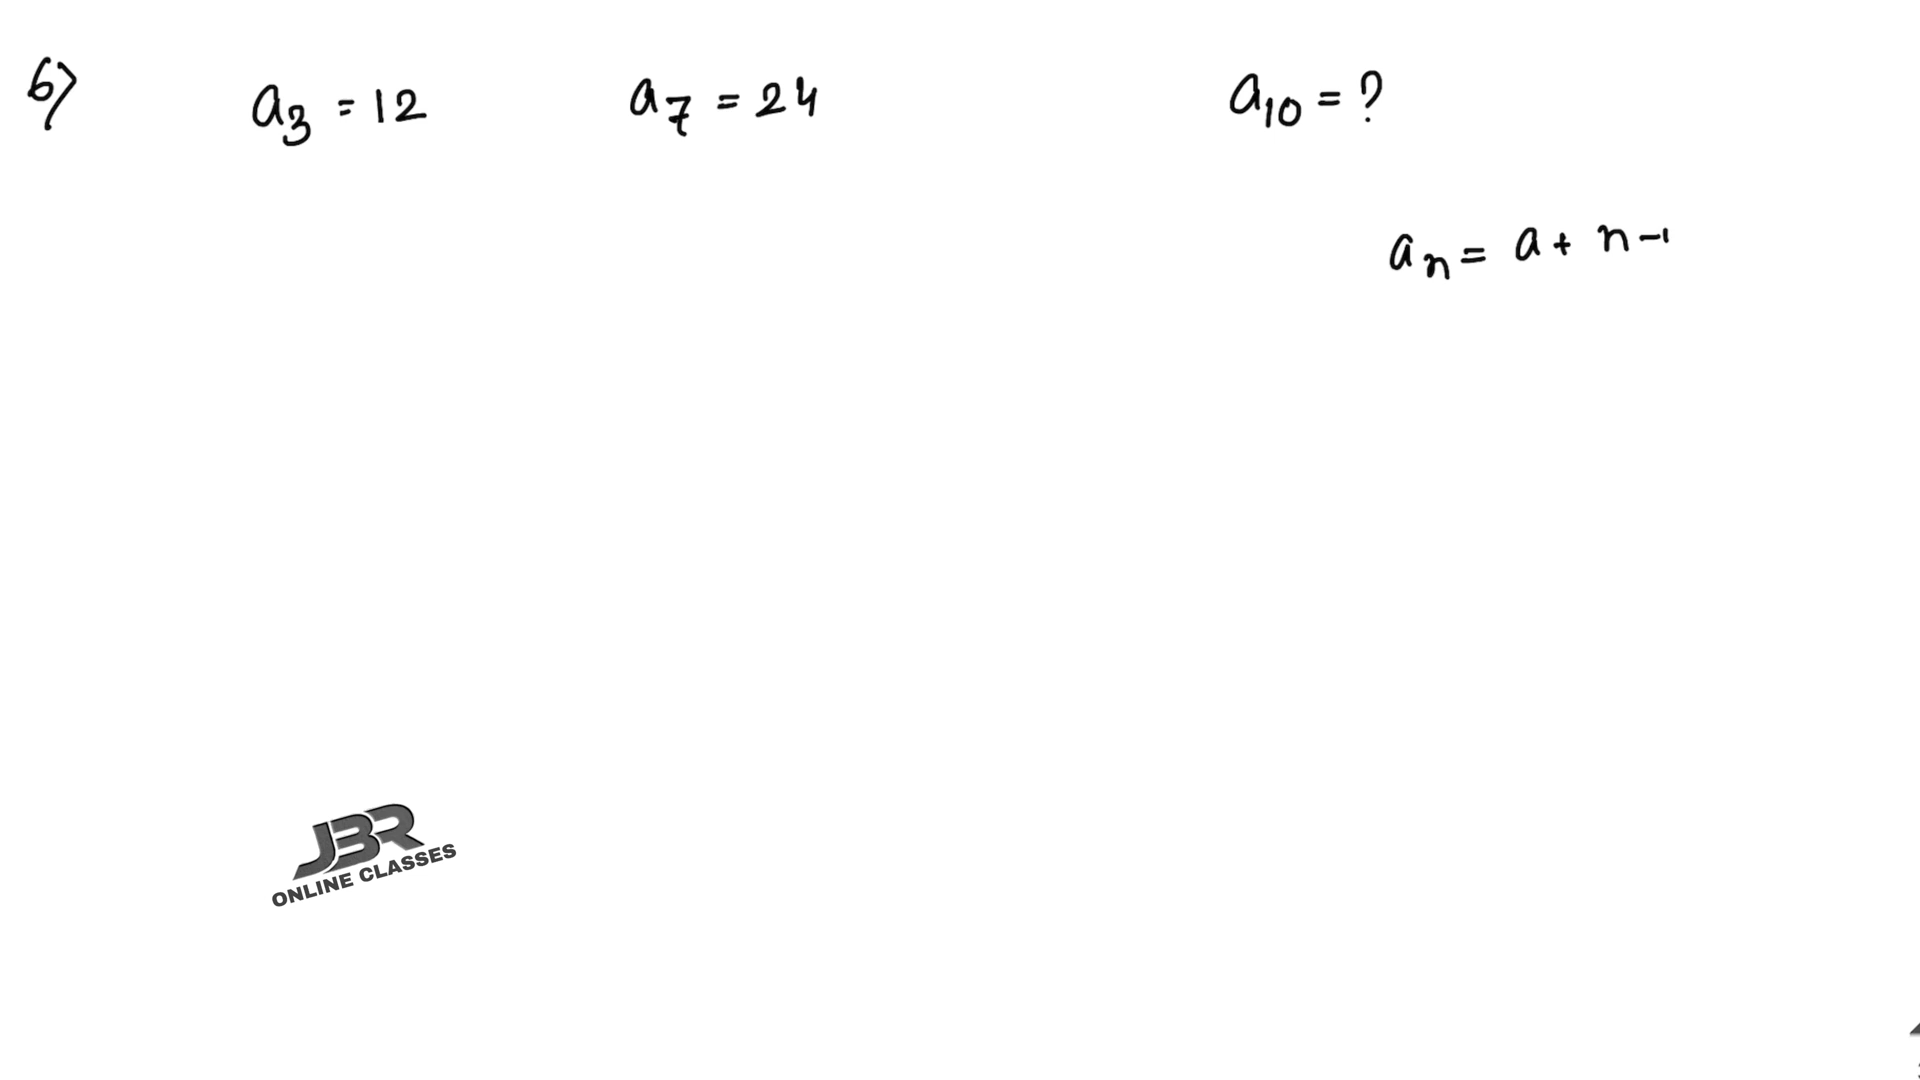 6) a₃ = 12 a₇ = 24 a₁₀ = ?
aₙ = a + n-1
JBR
ONLINE CLASSES